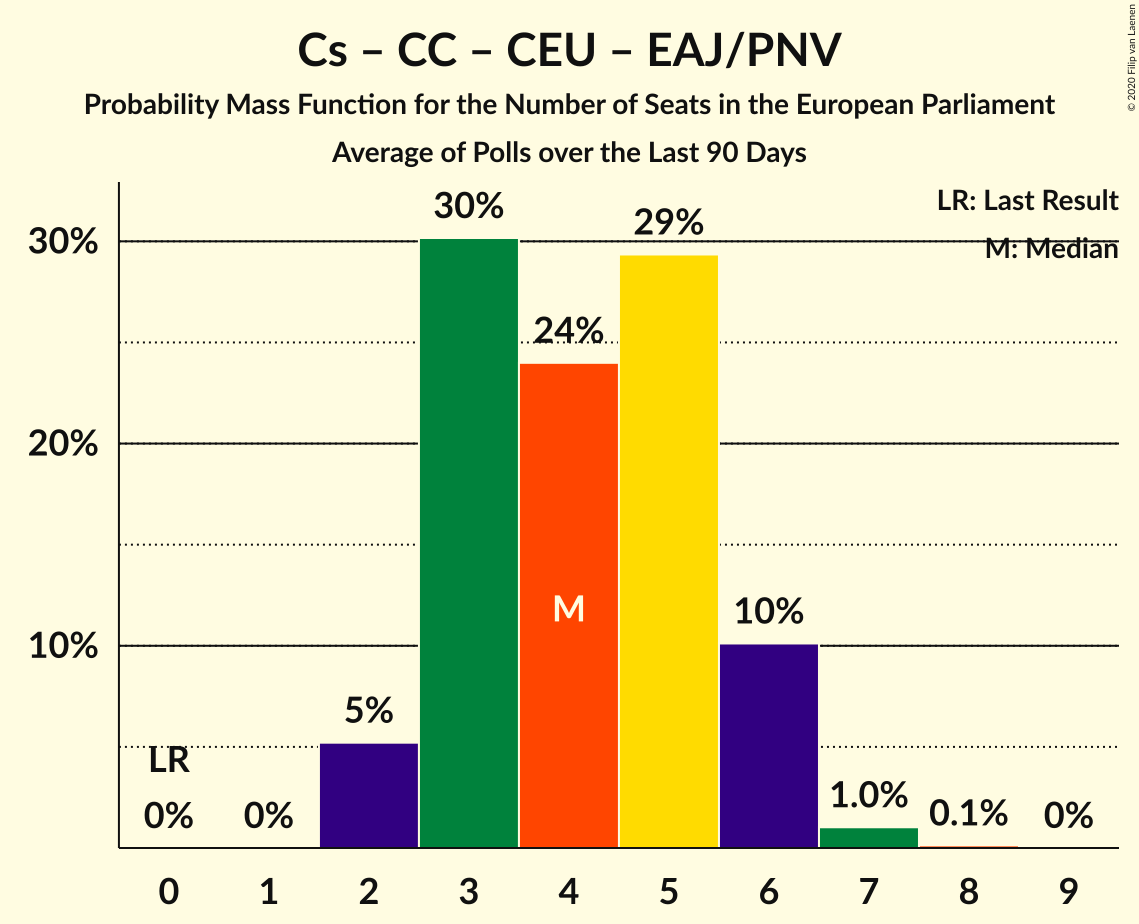 Cs – CC – CEU – EAJ/PNV
Probability Mass Function for the Number of Seats in the European Parliament
Average of Polls over the Last 90 Days
© 2020 Filip van Laenen
LR: Last Result
M: Median
30%
20%
10%
LR
0%
0%
5%
30%
24%
M
29%
10%
1.0%
0.1%
0%
0 1 2 3 4 5 6 7 8 9